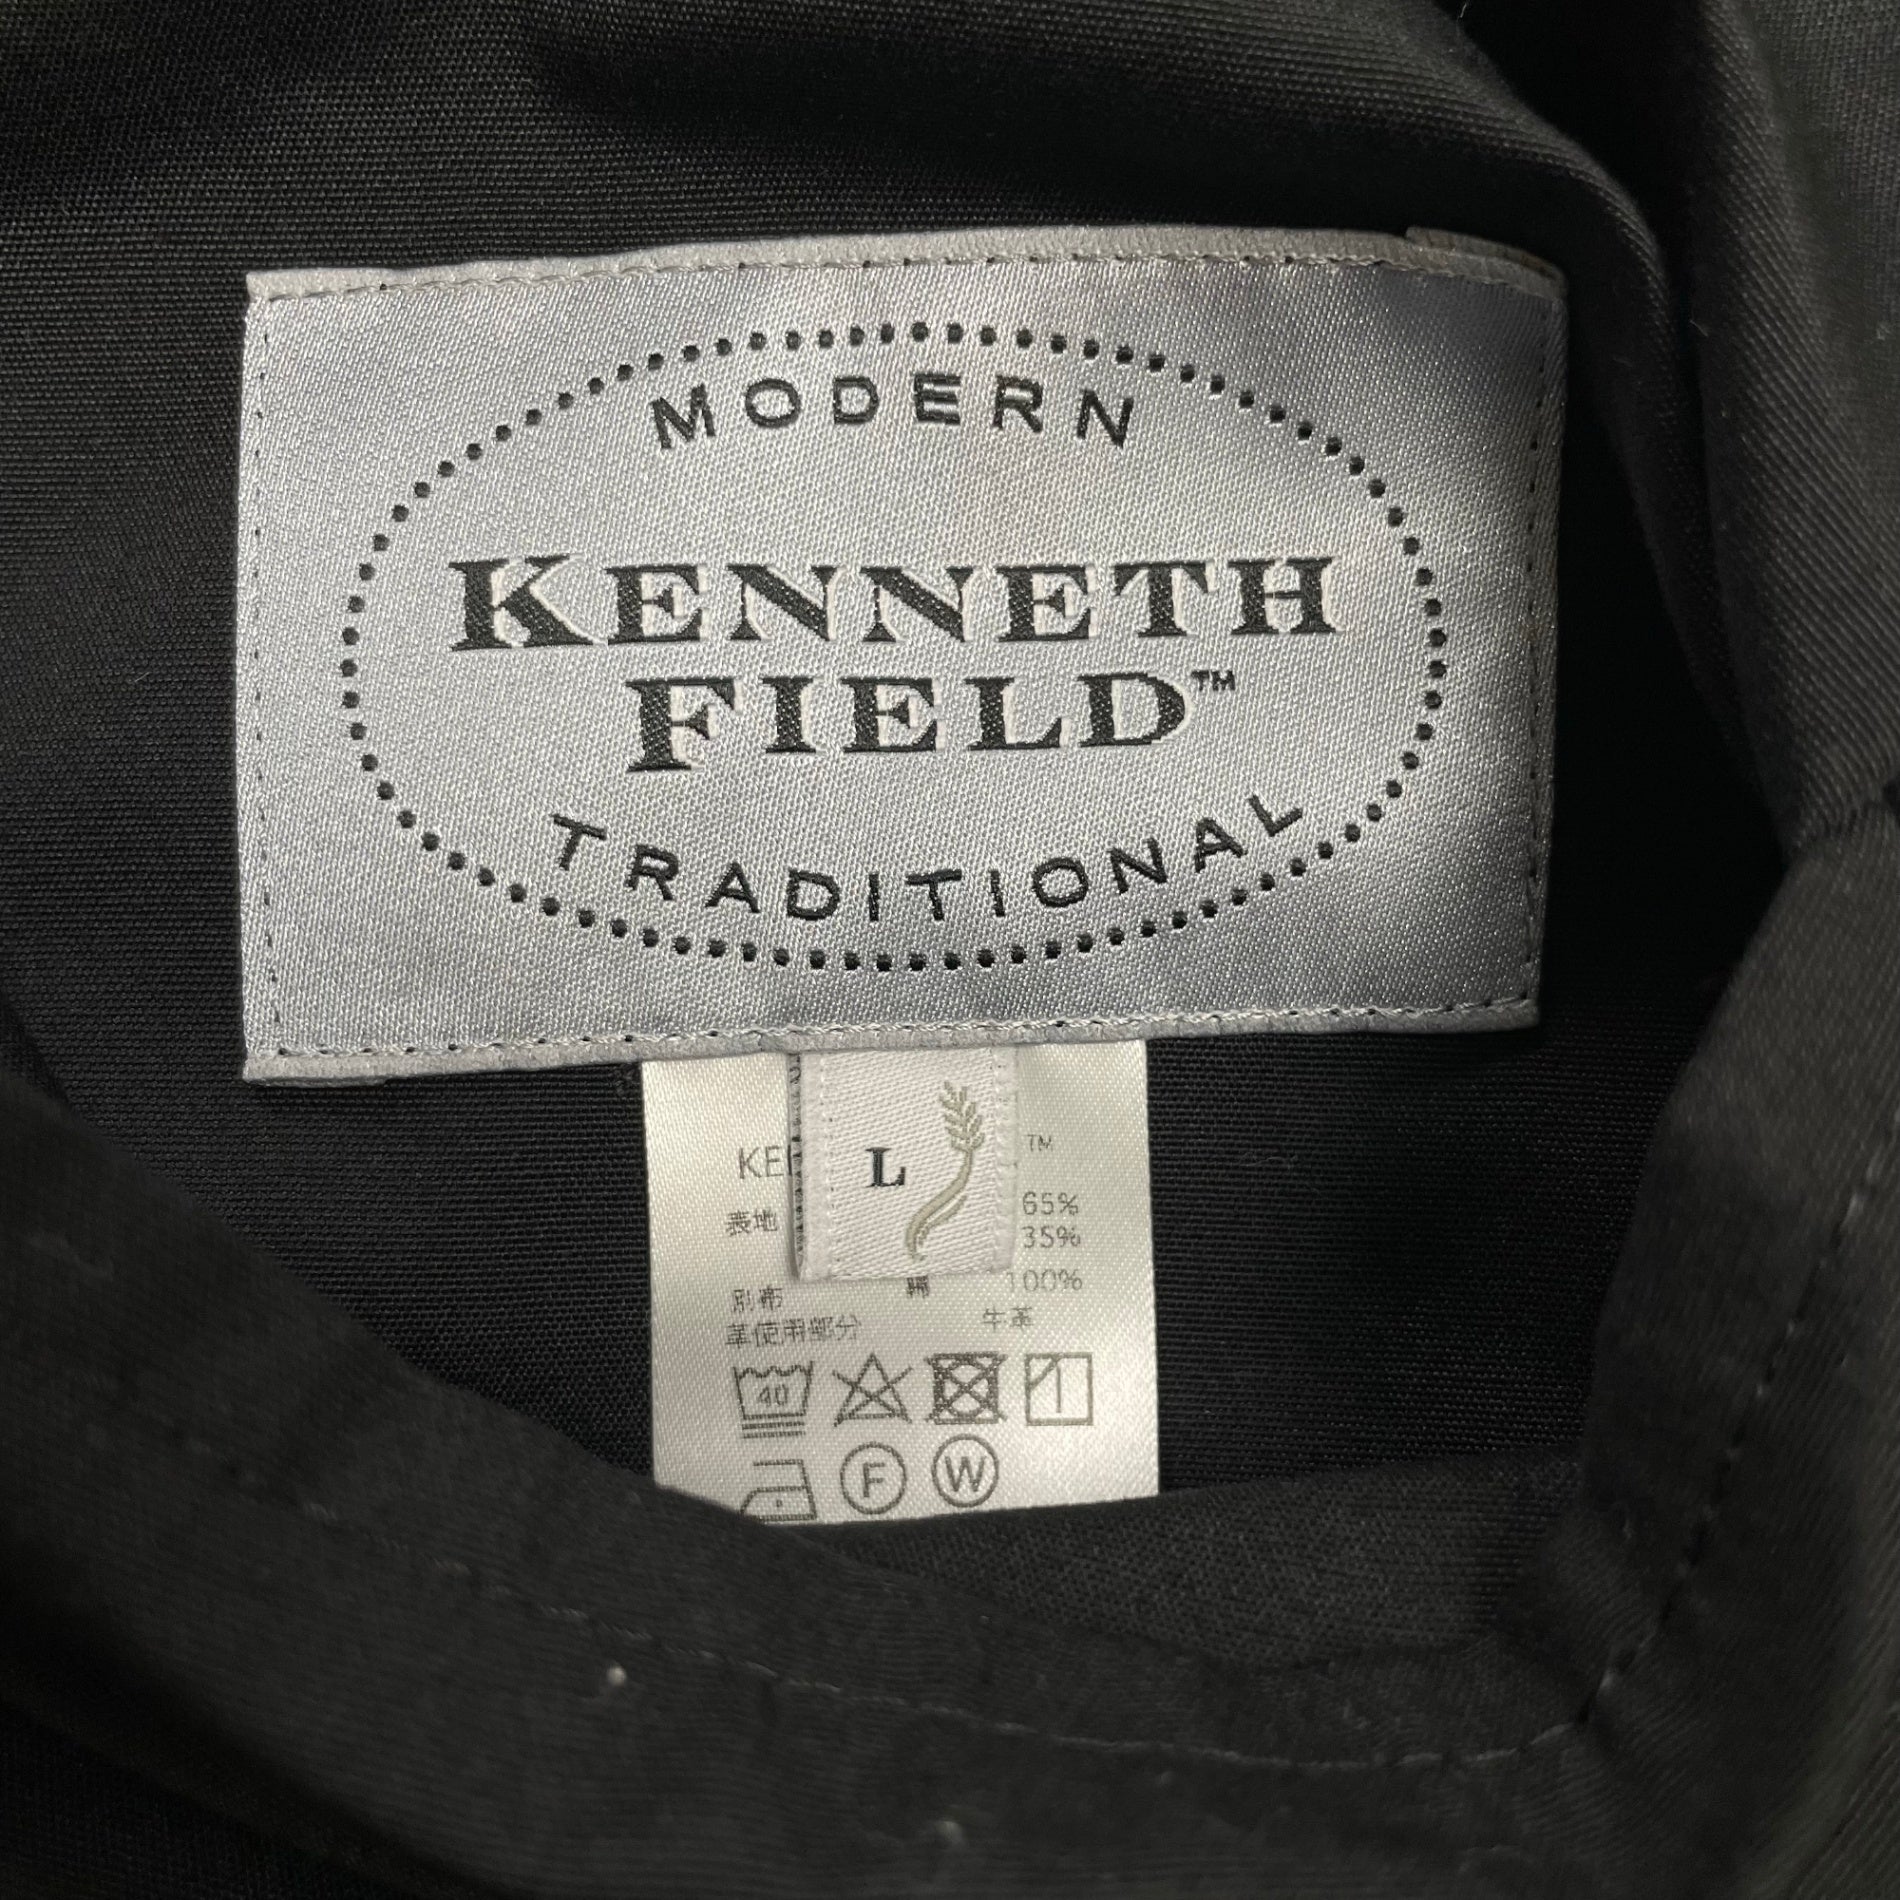 MODERN
KENNETH
FIELD™
TRADITIONAL
L
™
表地 65%
35%
綿 100%
別布
革使用部分 牛革
40
F W